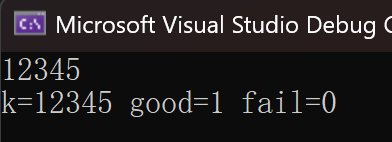 C:\ Microsoft Visual Studio Debug
12345
k=12345 good=1 fail=0